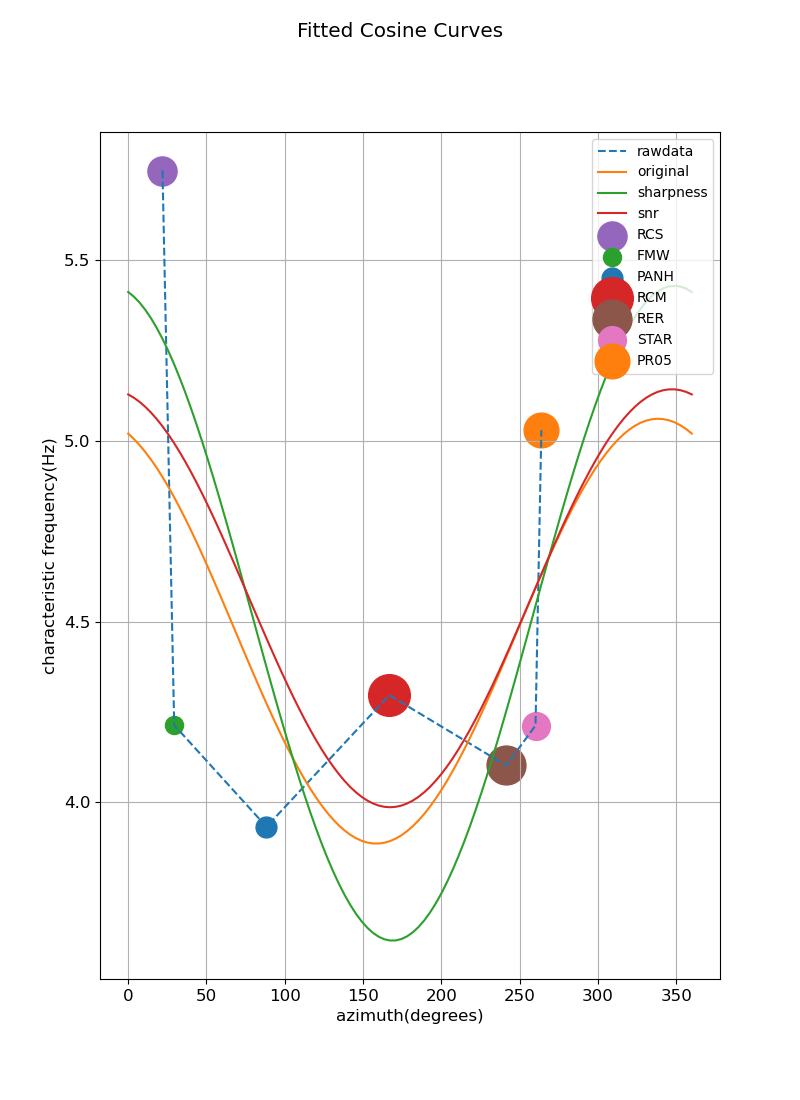 Fitted Cosine Curves
rawdata
original
sharpness
snr
RCS
FMW
PANH
RCM
RER
STAR
PR05
5.5
5.0
4.5
4.0
characteristic frequency(Hz)
0 50 100 150 200 250 300 350
azimuth(degrees)